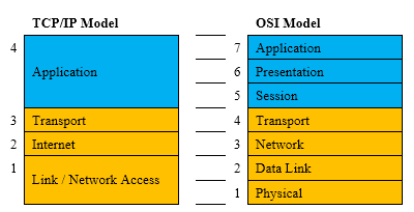 TCP/IP Model OSI Model
4 7 Application
Application 6 Presentation
5 Session
3 Transport 4 Transport
2 Internet 3 Network
1 2 Data Link
Link / Network Access 1 Physical